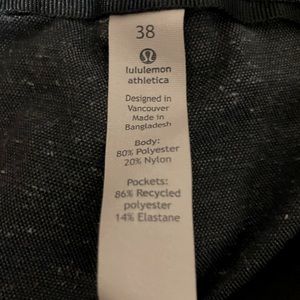 38
lululemon
athletica
Designed in
Vancouver
Made in
Bangladesh
Body:
80% Polyester
20% Nylon
Pockets:
86% Recycled
polyester
14% Elastane